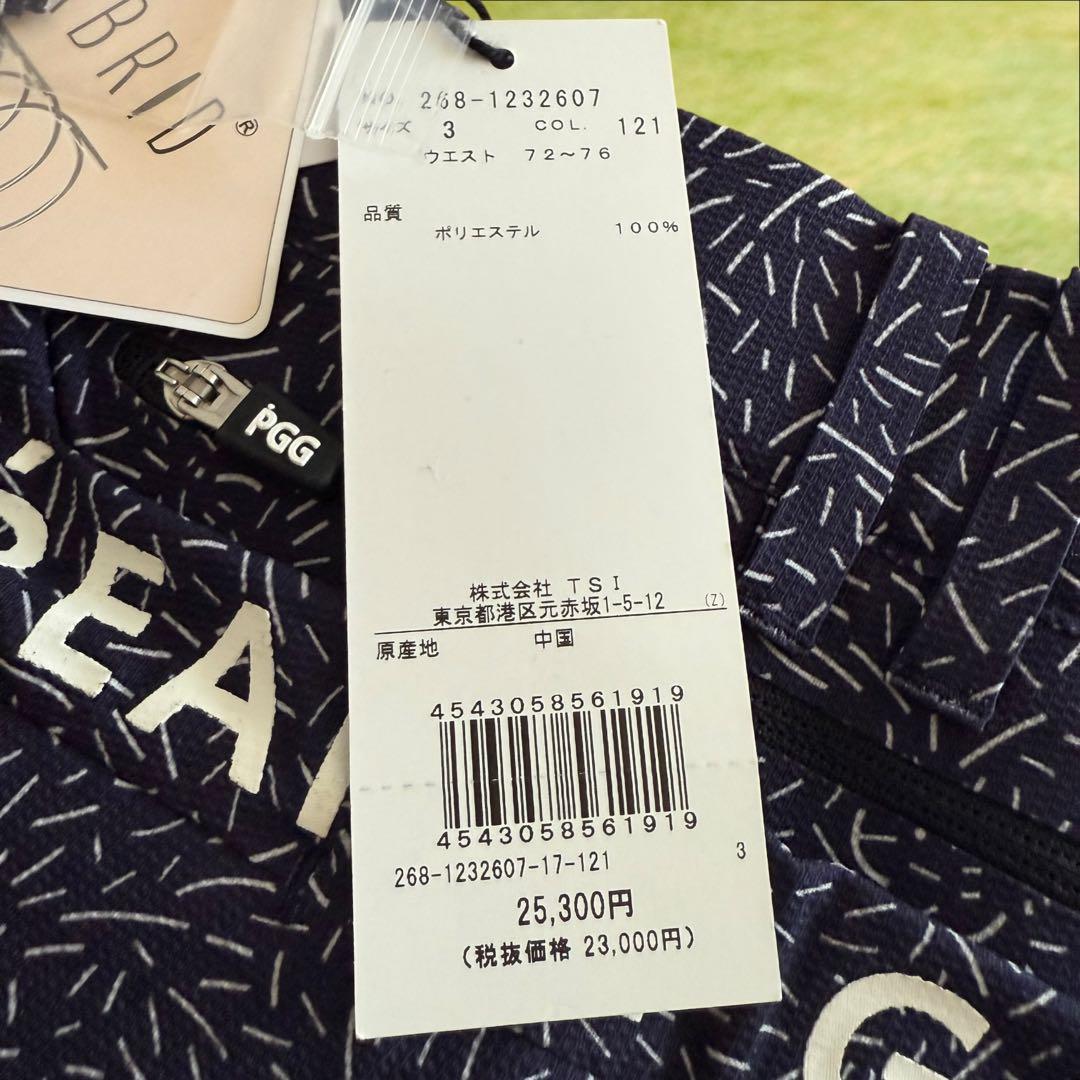 BRID®
NO. 268-1232607
サイズ 3 COL. 121
ウエスト 72～76
品質
ポリエステル 100%
PGG
PEA
株式会社 TSI
東京都港区元赤坂1-5-12 (Z)
原産地 中国
4543058561919
4543058561919
268-1232607-17-121 3
25,300円
(税抜価格 23,000円)
G